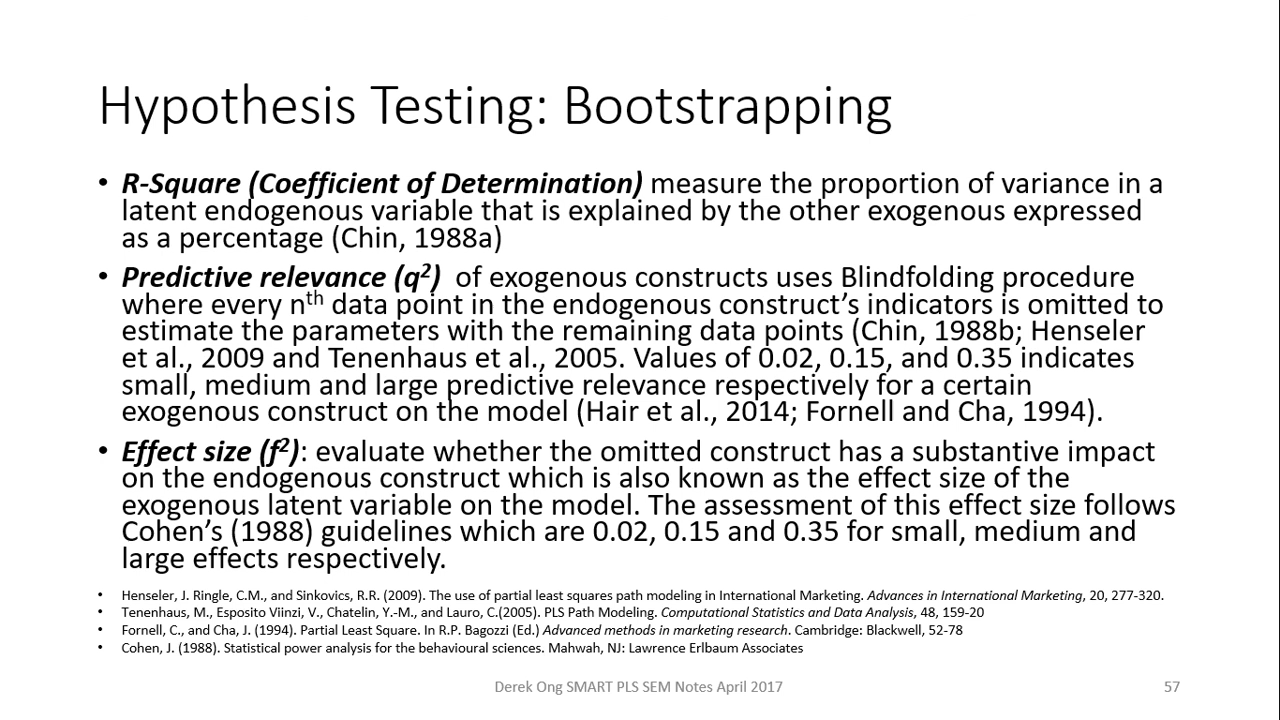 Hypothesis Testing: Bootstrapping
• R-Square (Coefficient of Determination) measure the proportion of variance in a
latent endogenous variable that is explained by the other exogenous expressed
as a percentage (Chin, 1988a)
• Predictive relevance (q²) of exogenous constructs uses Blindfolding procedure
where every nᵗʰ data point in the endogenous construct’s indicators is omitted to
estimate the parameters with the remaining data points (Chin, 1988b; Henseler
et al., 2009 and Tenenhaus et al., 2005. Values of 0.02, 0.15, and 0.35 indicates
small, medium and large predictive relevance respectively for a certain
exogenous construct on the model (Hair et al., 2014; Fornell and Cha, 1994).
• Effect size (f²): evaluate whether the omitted construct has a substantive impact
on the endogenous construct which is also known as the effect size of the
exogenous latent variable on the model. The assessment of this effect size follows
Cohen’s (1988) guidelines which are 0.02, 0.15 and 0.35 for small, medium and
large effects respectively.
• Henseler, J. Ringle, C.M., and Sinkovics, R.R. (2009). The use of partial least squares path modeling in International Marketing. Advances in International Marketing, 20, 277-320.
• Tenenhaus, M., Esposito Viinzi, V., Chatelin, Y.-M., and Lauro, C.(2005). PLS Path Modeling. Computational Statistics and Data Analysis, 48, 159-20
• Fornell, C., and Cha, J. (1994). Partial Least Square. In R.P. Bagozzi (Ed.) Advanced methods in marketing research. Cambridge: Blackwell, 52-78
• Cohen, J. (1988). Statistical power analysis for the behavioural sciences. Mahwah, NJ: Lawrence Erlbaum Associates
Derek Ong SMART PLS SEM Notes April 2017
57